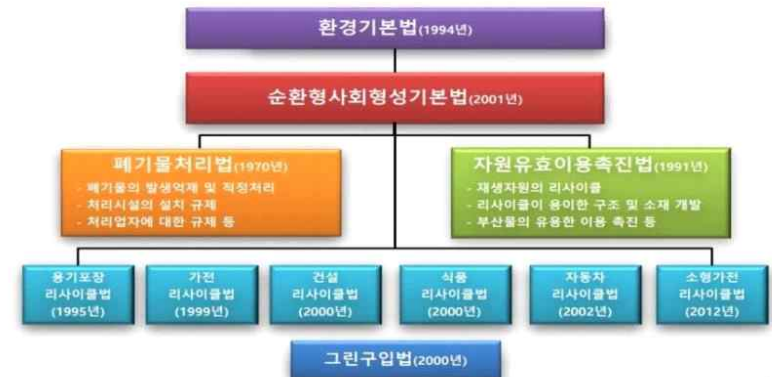 환경기본법(1994년)
순환형사회형성기본법(2001년)
폐기물처리법(1970년)
- 폐기물의 발생억제 및 적정처리
- 처리시설의 설치 규제
- 처리업자에 대한 규제 등
자원유효이용촉진법(1991년)
- 재생자원의 리사이클
- 리사이클이 용이한 구조 및 소재 개발
- 부산물의 유용한 이용 촉진 등
용기포장
리사이클법
(1995년)
가전
리사이클법
(1999년)
건설
리사이클법
(2000년)
식품
리사이클법
(2000년)
자동차
리사이클법
(2002년)
소형가전
리사이클법
(2012년)
그린구입법(2000년)